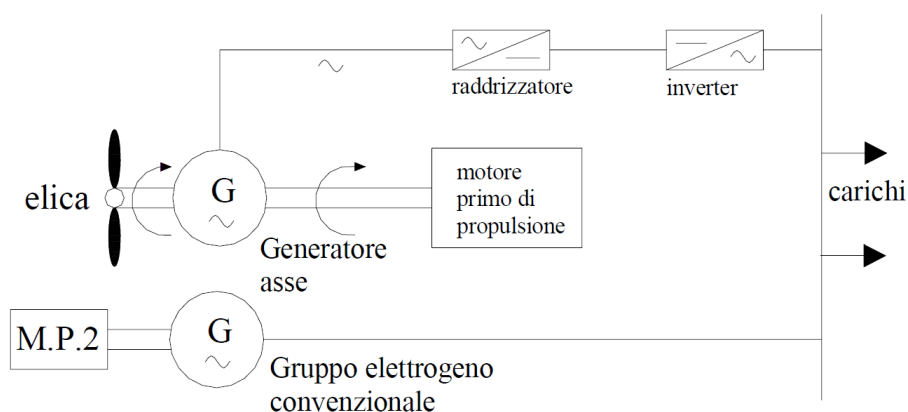 raddrizzatore
inverter
elica
G
motore
primo di
propulsione
carichi
Generatore
asse
M.P.2
G
Gruppo elettrogeno
convenzionale